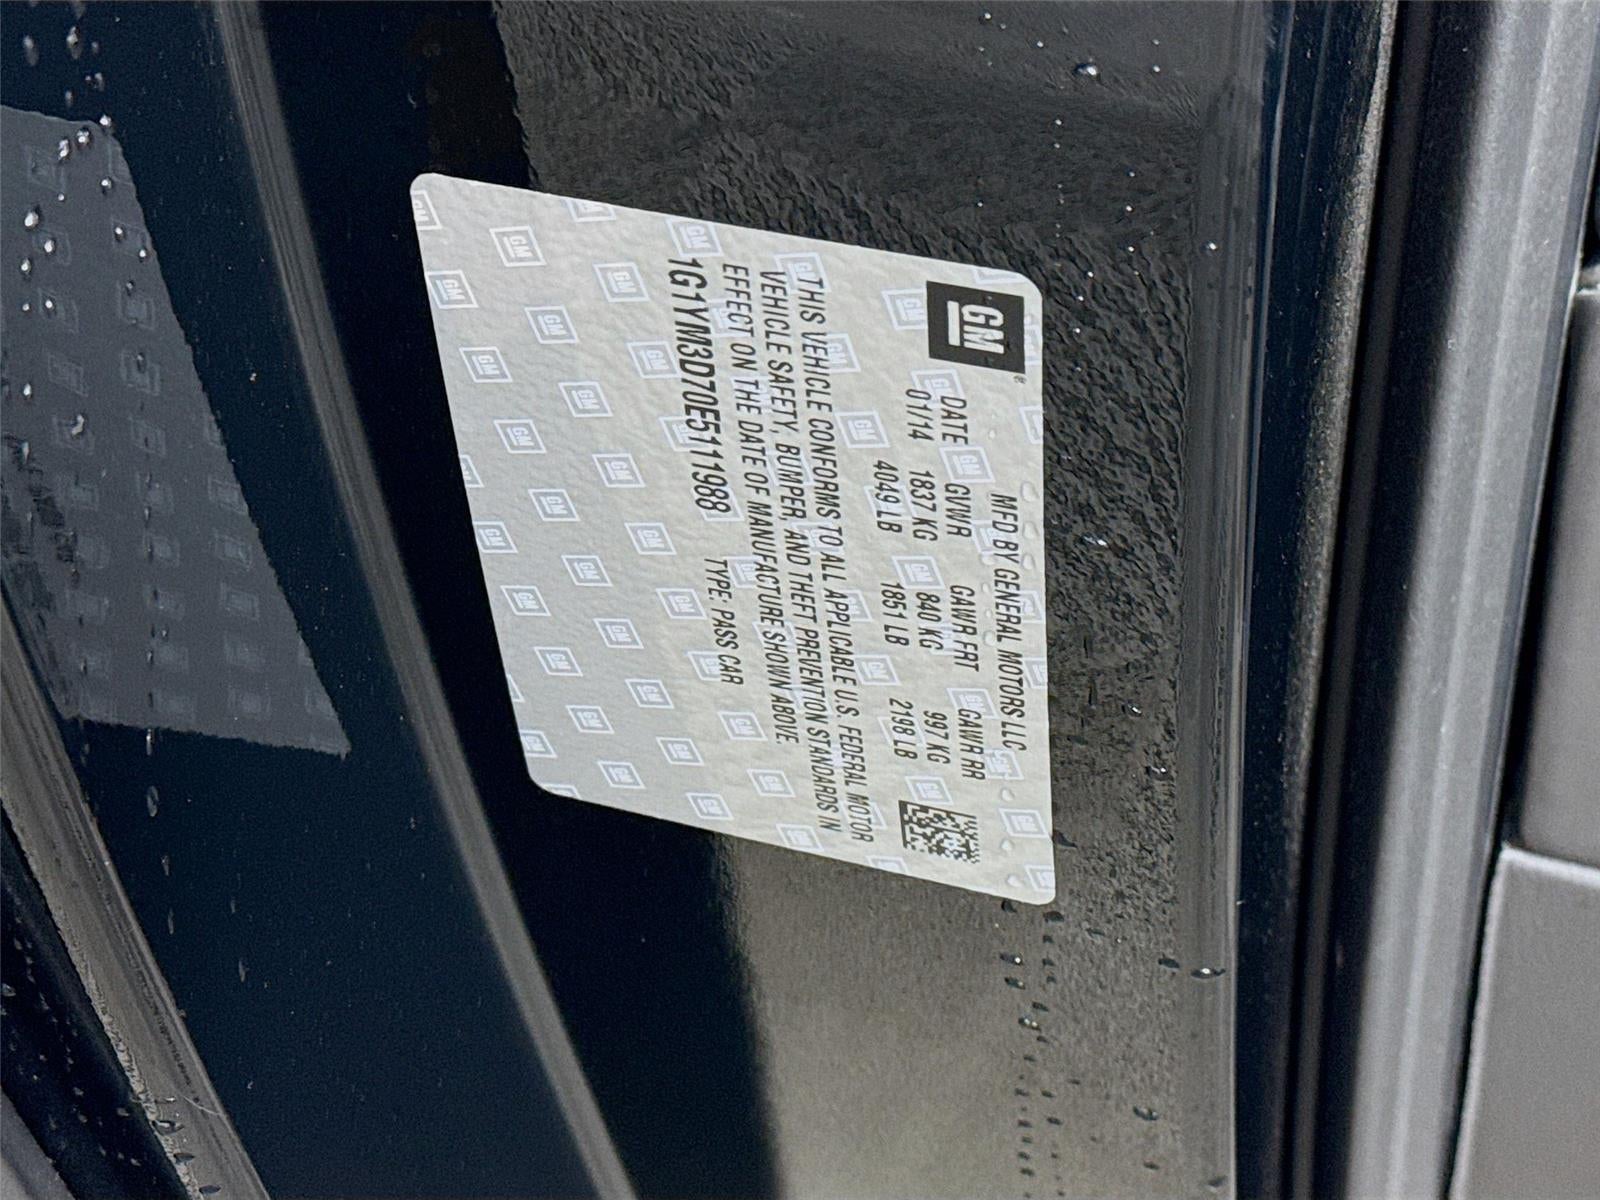 GM
MFD BY GENERAL MOTORS LLC
DATE GVWR GAWR FRT GAWR RR
01/14 1837 KG 840 KG 997 KG
4049 LB 1851 LB 2198 LB
THIS VEHICLE CONFORMS TO ALL APPLICABLE U.S. FEDERAL MOTOR
VEHICLE SAFETY, BUMPER, AND THEFT PREVENTION STANDARDS IN
EFFECT ON THE DATE OF MANUFACTURE SHOWN ABOVE.
1G1YM3D70E5111988 TYPE: PASS CAR